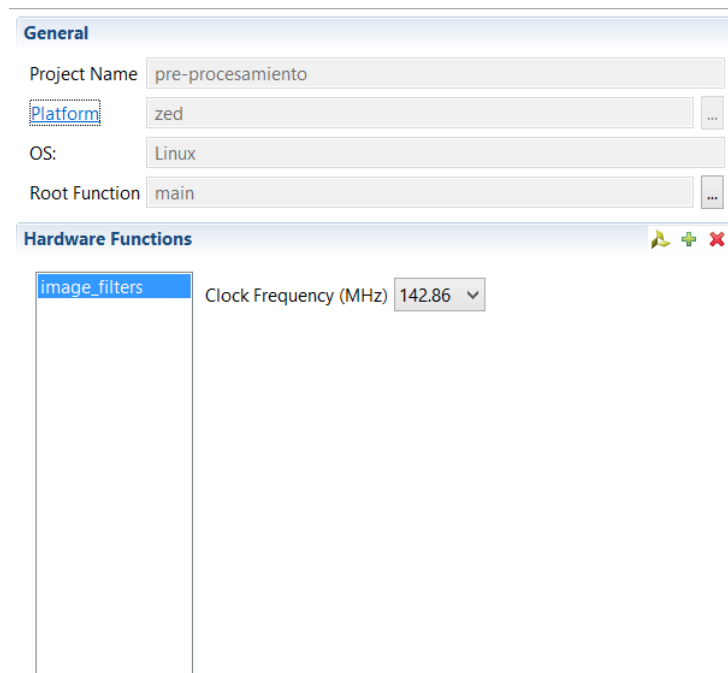 General
Project Name pre-procesamiento
Platform zed ...
OS: Linux
Root Function main ...
Hardware Functions
image_filters
Clock Frequency (MHz) 142.86